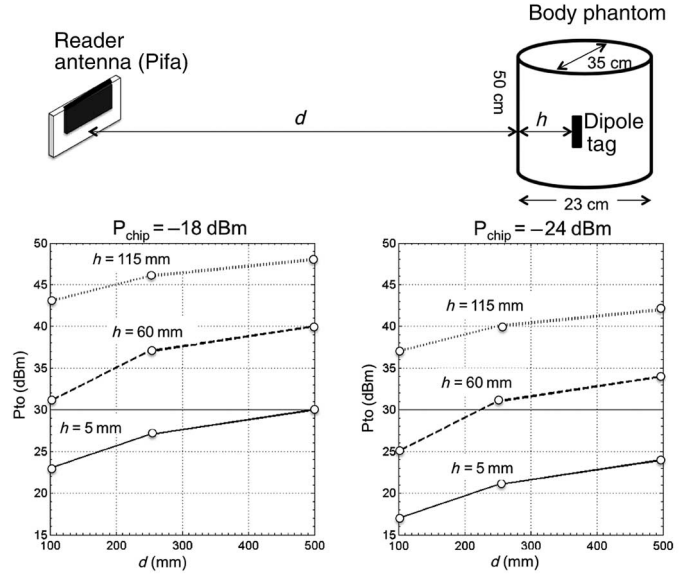 Body phantom
Reader
antenna (Pifa)
35 cm
50 cm
d
h
Dipole
tag
23 cm
P_chip = −18 dBm
50
45
40
35
30
25
20
15
Pto (dBm)
h = 115 mm
h = 60 mm
h = 5 mm
100
200
300
400
500
d (mm)
P_chip = −24 dBm
50
45
40
35
30
25
20
15
Pto (dBm)
h = 115 mm
h = 60 mm
h = 5 mm
100
200
300
400
500
d (mm)